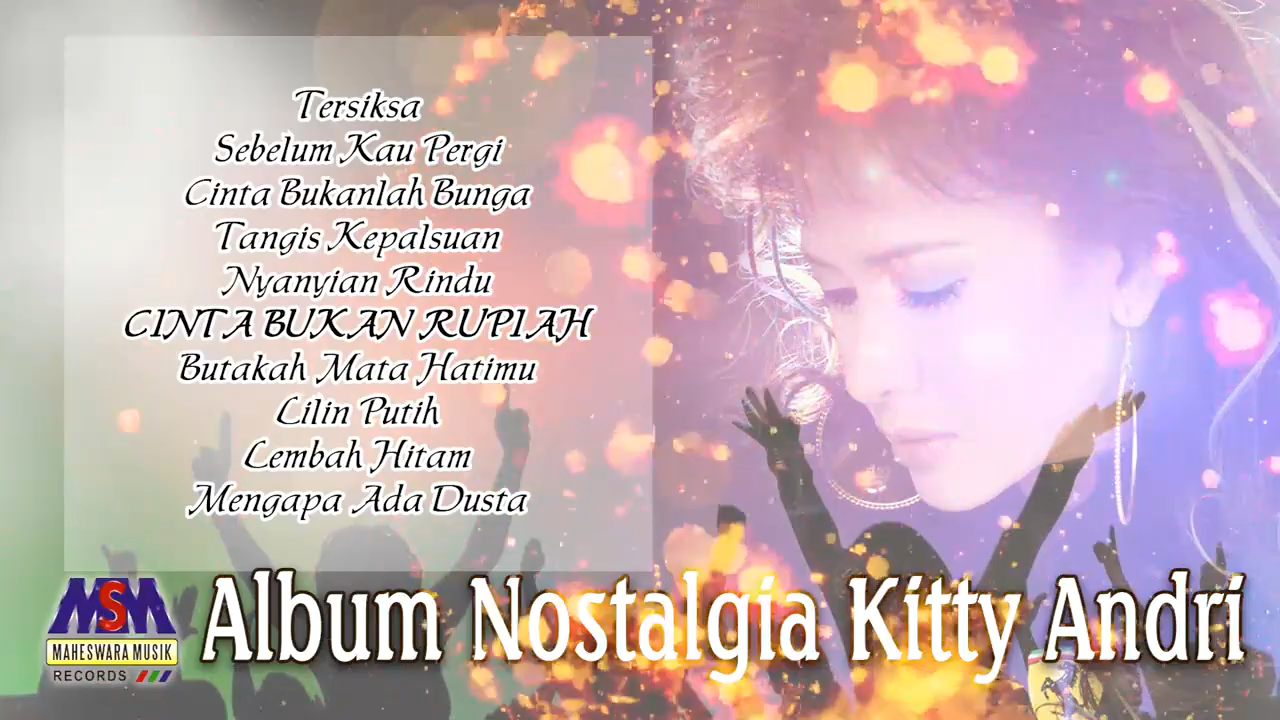 Tersiksa
Sebelum Kau Pergi
Cinta Bukanlah Bunga
Tangis Kepalsuan
Nyanyian Rindu
CINTA BUKAN RUPIAH
Butakah Mata Hatimu
Lilin Putih
Lembah Hitam
Mengapa Ada Dusta
MSM
MAHESWARA MUSIK
RECORDS
Album Nostalgia Kitty Andri